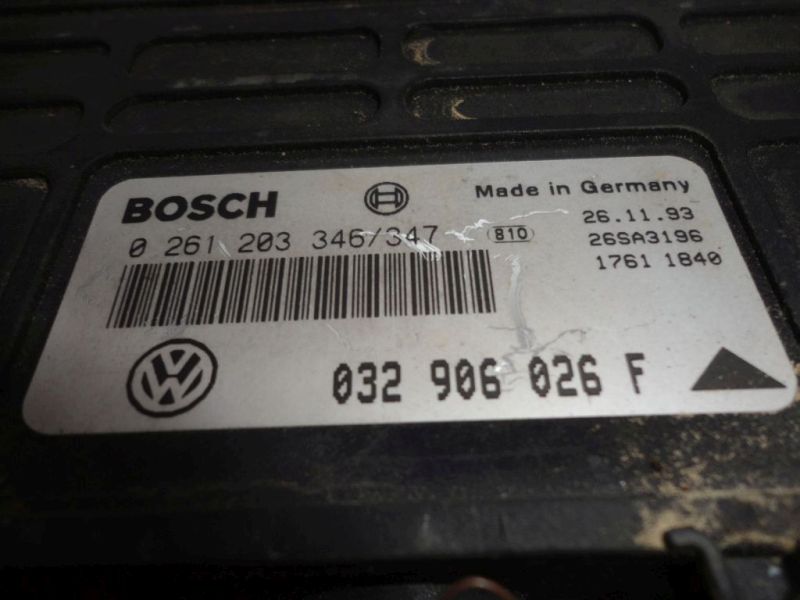 BOSCH
Made in Germany
0 261 203 346/347
810
26.11.93
26SA3196
1761 1840
VW
032 906 026 F